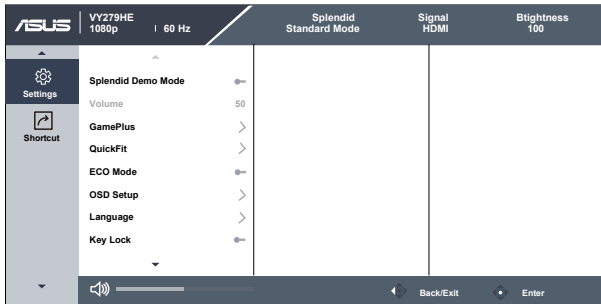 ASUS
VY279HE
1080p | 60 Hz
Splendid
Standard Mode
Signal
HDMI
Btightness
100
Settings
Shortcut
Splendid Demo Mode
Volume 50
GamePlus
QuickFit
ECO Mode
OSD Setup
Language
Key Lock
Back/Exit
Enter